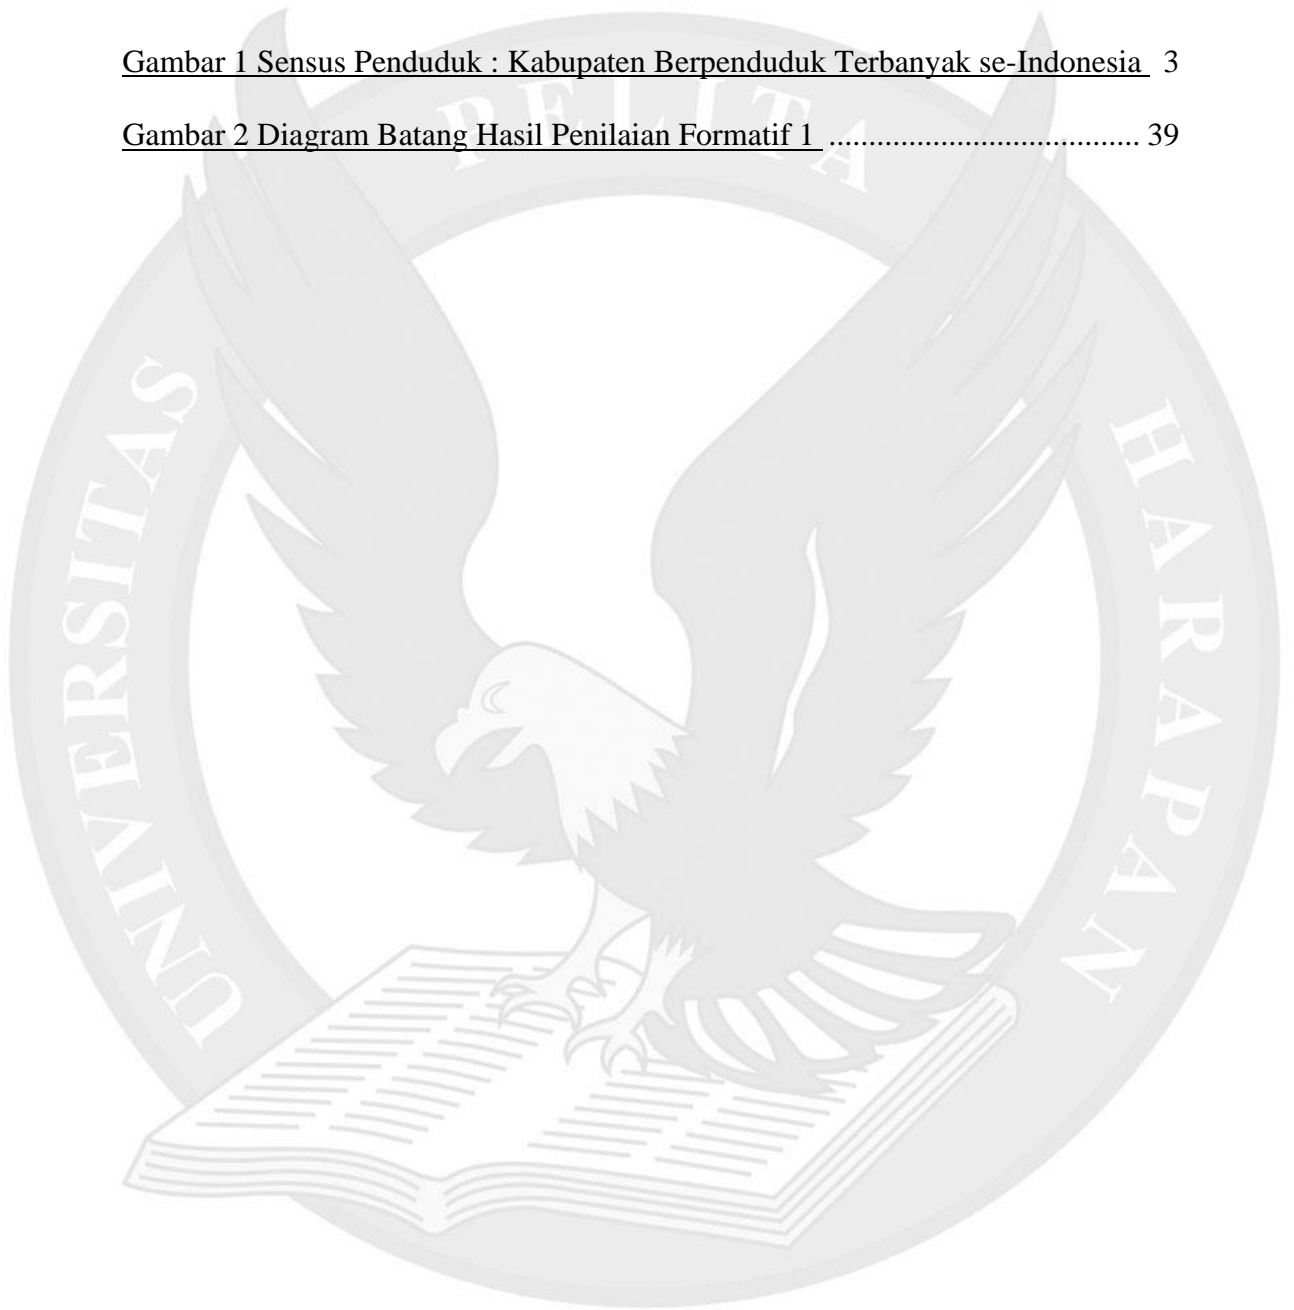 Gambar 1 Sensus Penduduk : Kabupaten Berpenduduk Terbanyak se-Indonesia 3
Gambar 2 Diagram Batang Hasil Penilaian Formatif 1 ....................................... 39
UNIVERSITAS PELITA HARAPAN